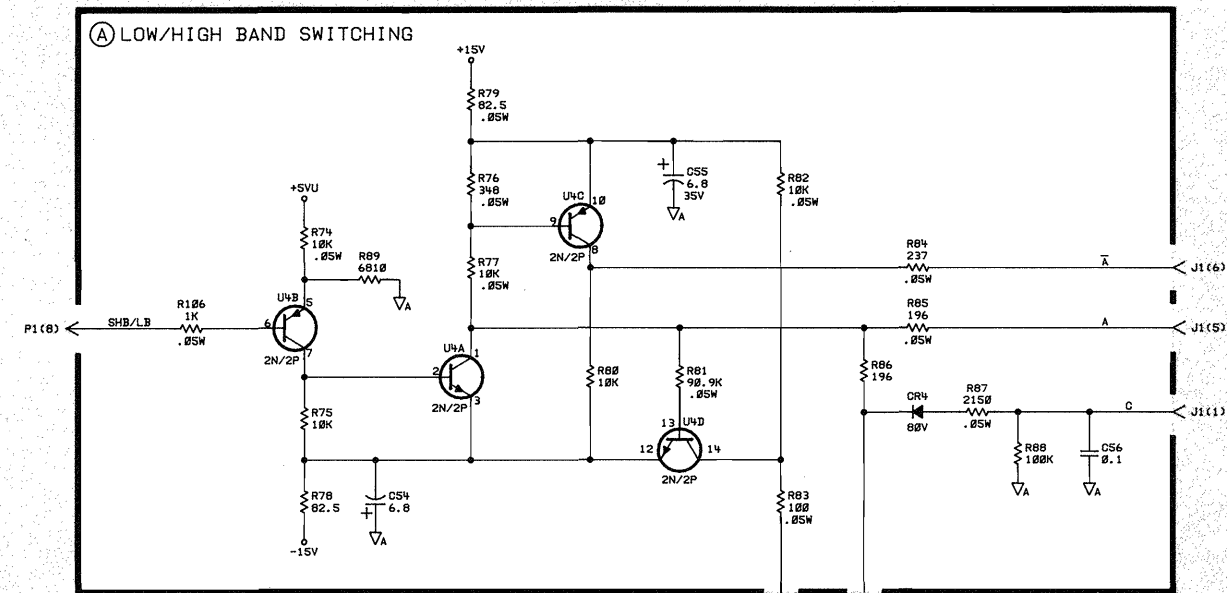 A LOW/HIGH BAND SWITCHING
+15V
R79
82.5
.05W
R76
348
.05W
U4C
10
9
8
2N/2P
+
C55
6.8
35V
A
R82
10K
.05W
+5VU
R74
10K
.05W
R89
6810
A
R77
10K
.05W
R84
237
.05W
A
J1(6)
P1(8)
SHB/LB
R106
1K
.05W
U4B
5
6
7
2N/2P
R85
196
.05W
A
J1(5)
U4A
1
2
3
2N/2P
R80
10K
R81
90.9K
.05W
R86
196
CR4
80V
R87
2150
.05W
C
J1(1)
R75
10K
13
U4D
12
14
2N/2P
R88
100K
A
C56
0.1
A
R78
82.5
C54
6.8
+
A
-15V
R83
100
.05W